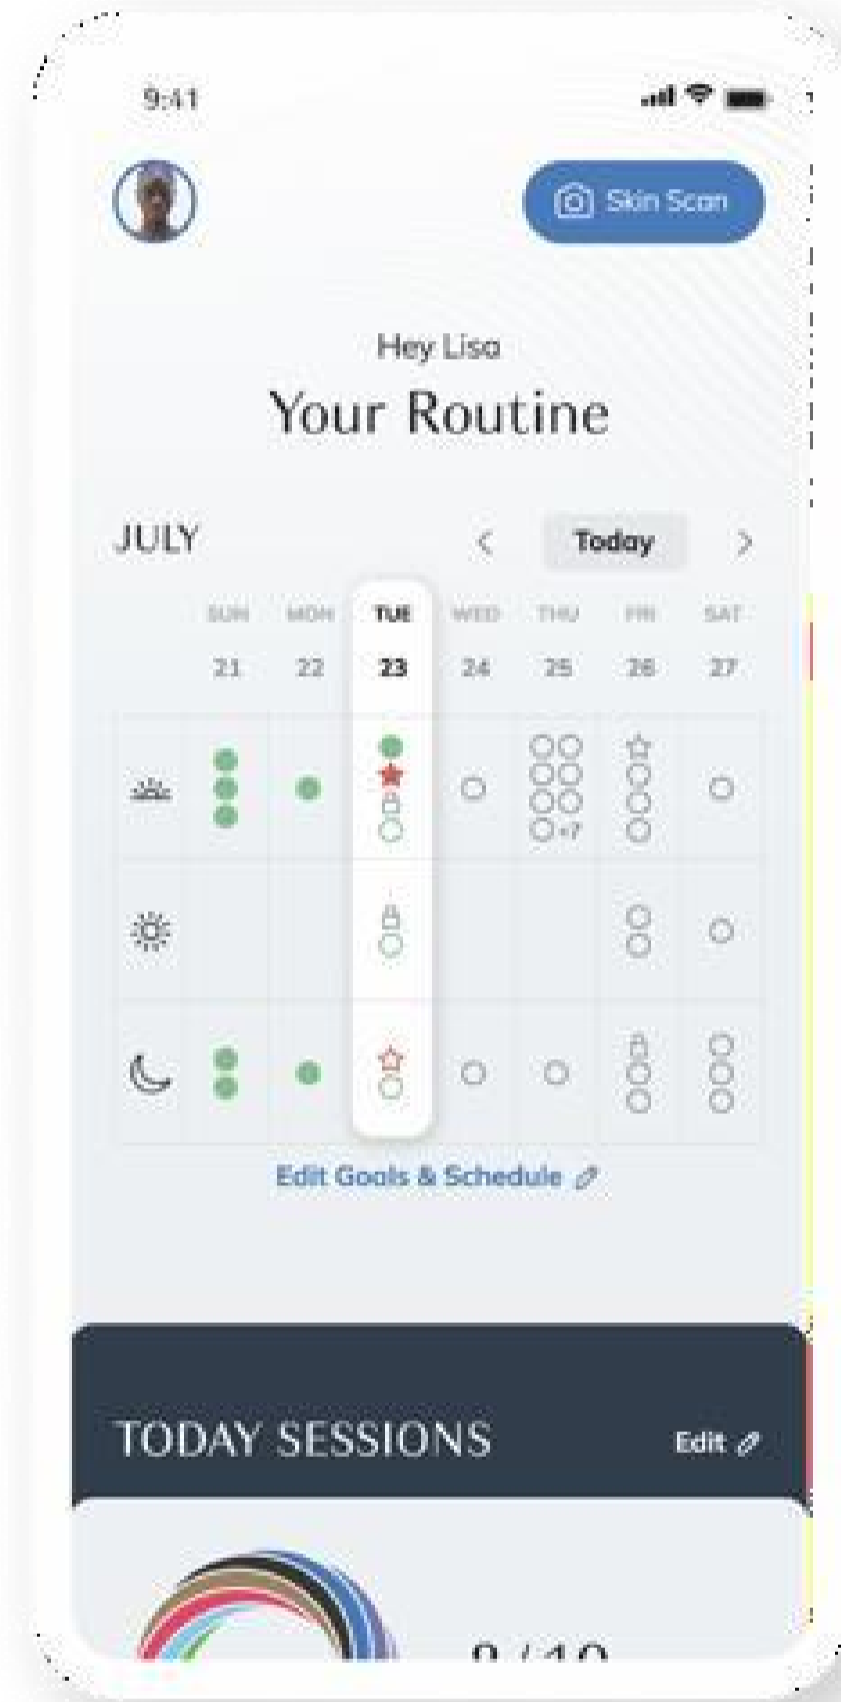 9:41
Skin Scan
Hey Lisa
Your Routine
JULY
Today
SUN MON TUE WED THU FRI SAT
21 22 23 24 25 26 27
+7
Edit Goals & Schedule
TODAY SESSIONS
Edit
/ 10